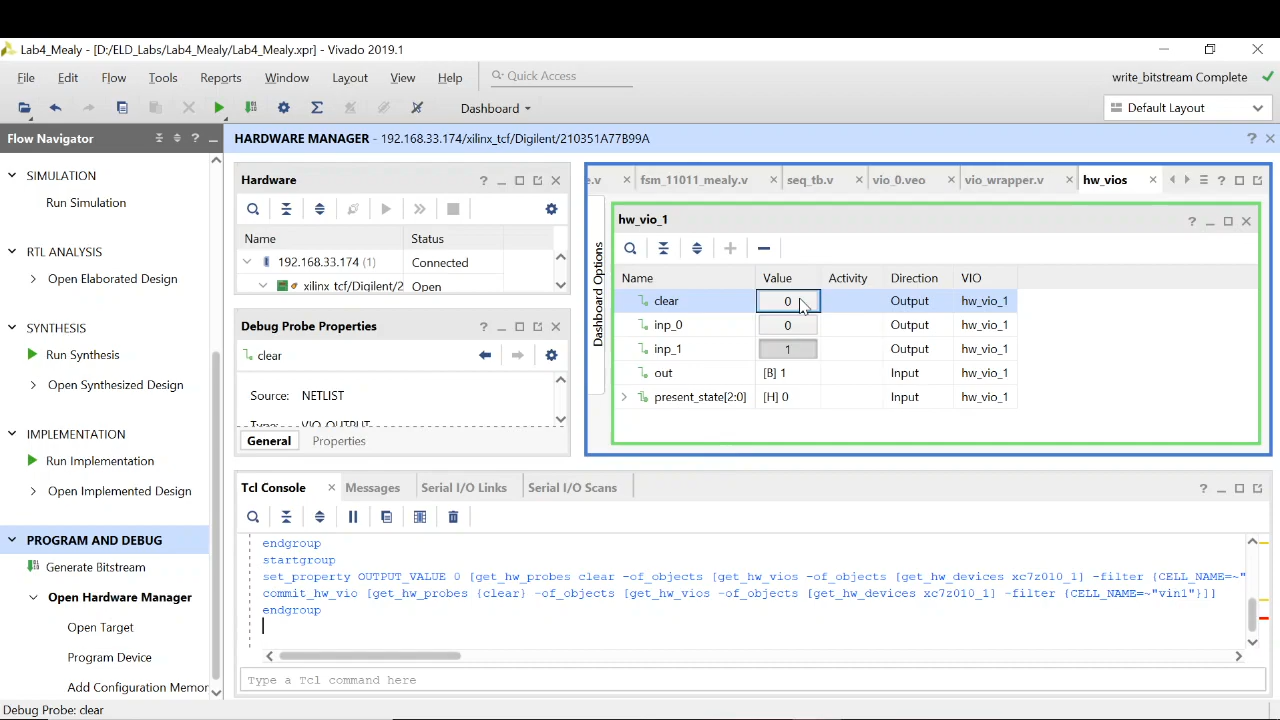 Lab4_Mealy - [D:/ELD_Labs/Lab4_Mealy/Lab4_Mealy.xpr] - Vivado 2019.1
File Edit Flow Tools Reports Window Layout View Help Quick Access write_bitstream Complete
Dashboard Default Layout
Flow Navigator
HARDWARE MANAGER - 192.168.33.174/xilinx_tcf/Digilent/210351A77B99A
SIMULATION
Run Simulation
RTL ANALYSIS
Open Elaborated Design
SYNTHESIS
Run Synthesis
Open Synthesized Design
IMPLEMENTATION
Run Implementation
Open Implemented Design
PROGRAM AND DEBUG
Generate Bitstream
Open Hardware Manager
Open Target
Program Device
Add Configuration Memor
Hardware
Name Status
192.168.33.174 (1) Connected
xilinx_tcf/Digilent/2 Open
Debug Probe Properties
clear
Source: NETLIST
Type: VIO OUTPUT
General Properties
e.v fsm_11011_mealy.v seq_tb.v vio_0.veo vio_wrapper.v hw_vios
Dashboard Options
hw_vio_1
Name Value Activity Direction VIO
clear 0 Output hw_vio_1
inp_0 0 Output hw_vio_1
inp_1 1 Output hw_vio_1
out [B] 1 Input hw_vio_1
present_state[2:0] [H] 0 Input hw_vio_1
Tcl Console Messages Serial I/O Links Serial I/O Scans
endgroup
startgroup
set_property OUTPUT_VALUE 0 [get_hw_probes clear -of_objects [get_hw_vios -of_objects [get_hw_devices xc7z010_1] -filter {CELL_NAME=~"
commit_hw_vio [get_hw_probes {clear} -of_objects [get_hw_vios -of_objects [get_hw_devices xc7z010_1] -filter {CELL_NAME=~"vin1"}]]
endgroup
Type a Tcl command here
Debug Probe: clear